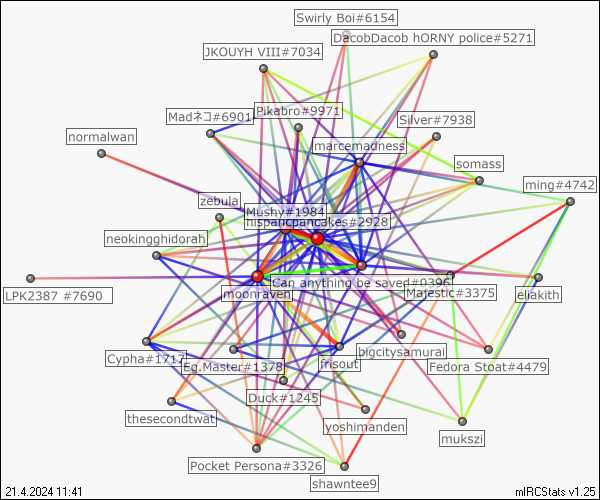 Swirly Boi#6154
DacobDacob hORNY police#5271
JKOUYH VIII#7034
Pikabro#9971
Madネコ#6901
Silver#7938
normalwan
marcemadness
somass
ming#4742
zebula
Mushy#1984
hispanicpancakes#2928
neokingghidorah
LPK2387 #7690
moonraven
Can anything be saved#0396
Majestic#3375
eliakith
Cypha#1717
Eg.Master#1378
frisout
bigcitysamurai
Fedora Stoat#4479
Duck#1245
thesecondtwat
yoshimanden
mukszi
Pocket Persona#3326
shawntee9
21.4.2024 11:41
mIRCStats v1.25